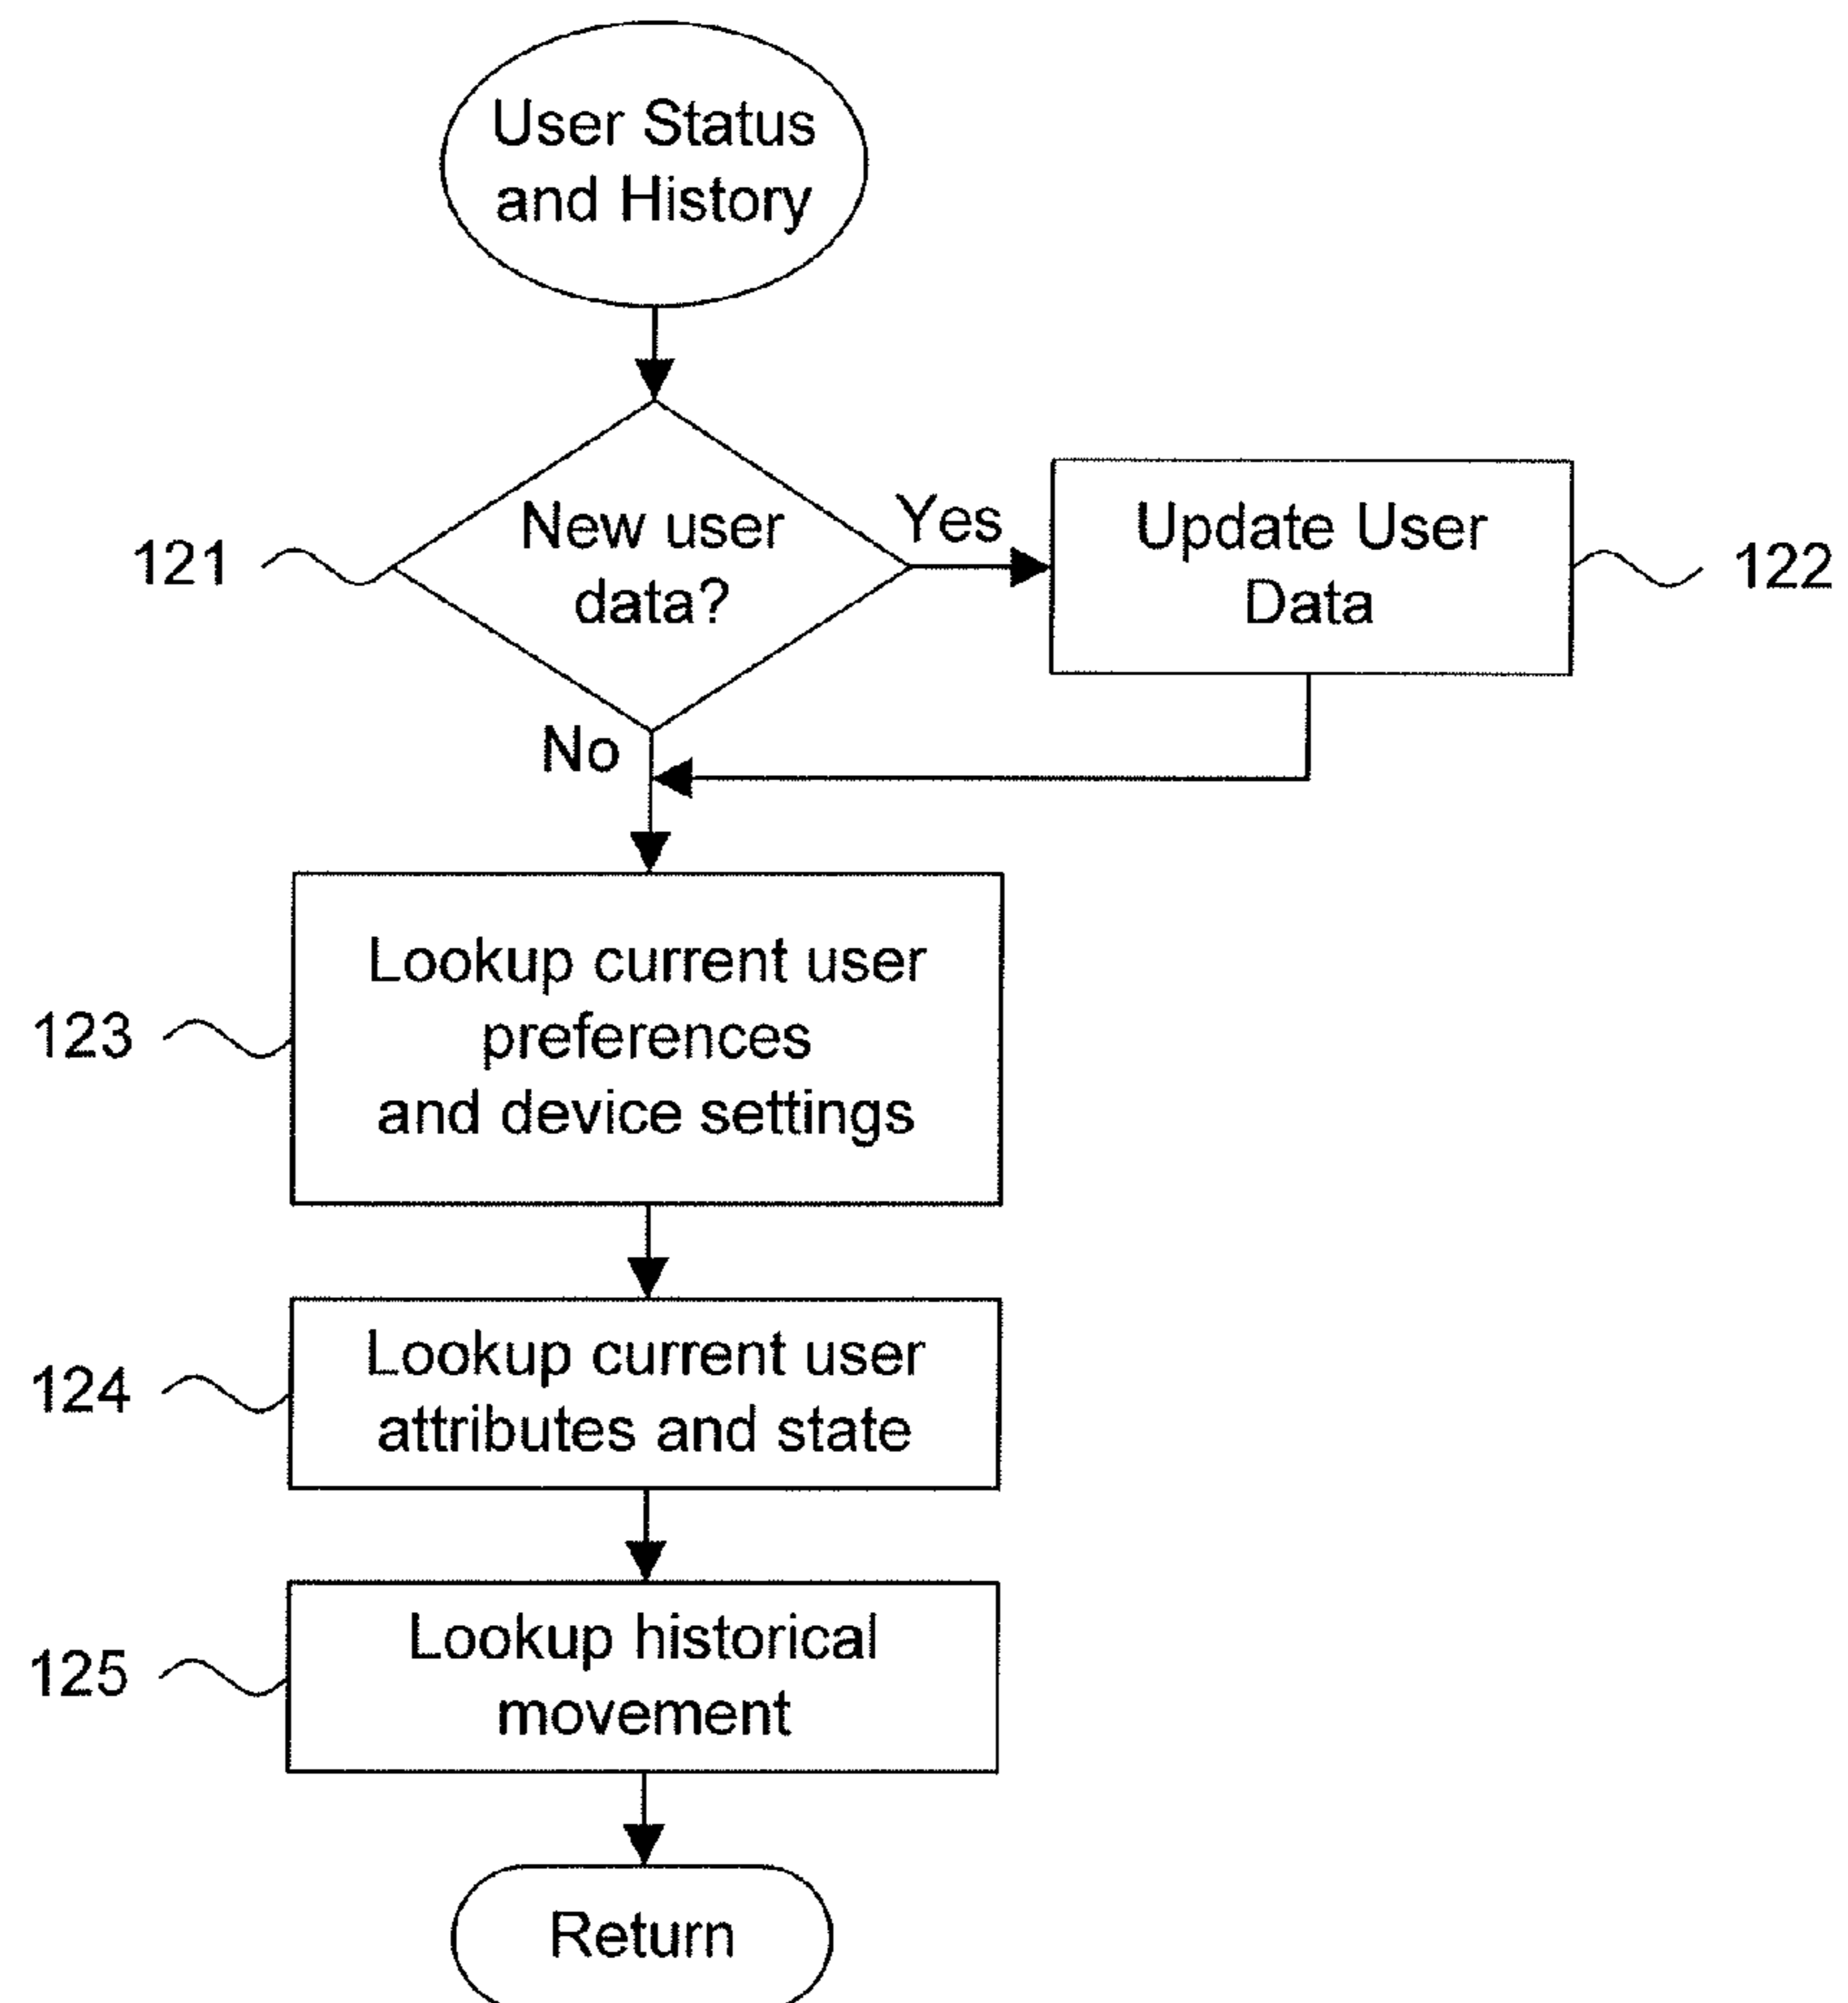 User Status
and History
New user
data?
Yes
Update User
Data
121
122
No
Lookup current user
preferences
and device settings
123
Lookup current user
attributes and state
124
Lookup historical
movement
125
Return